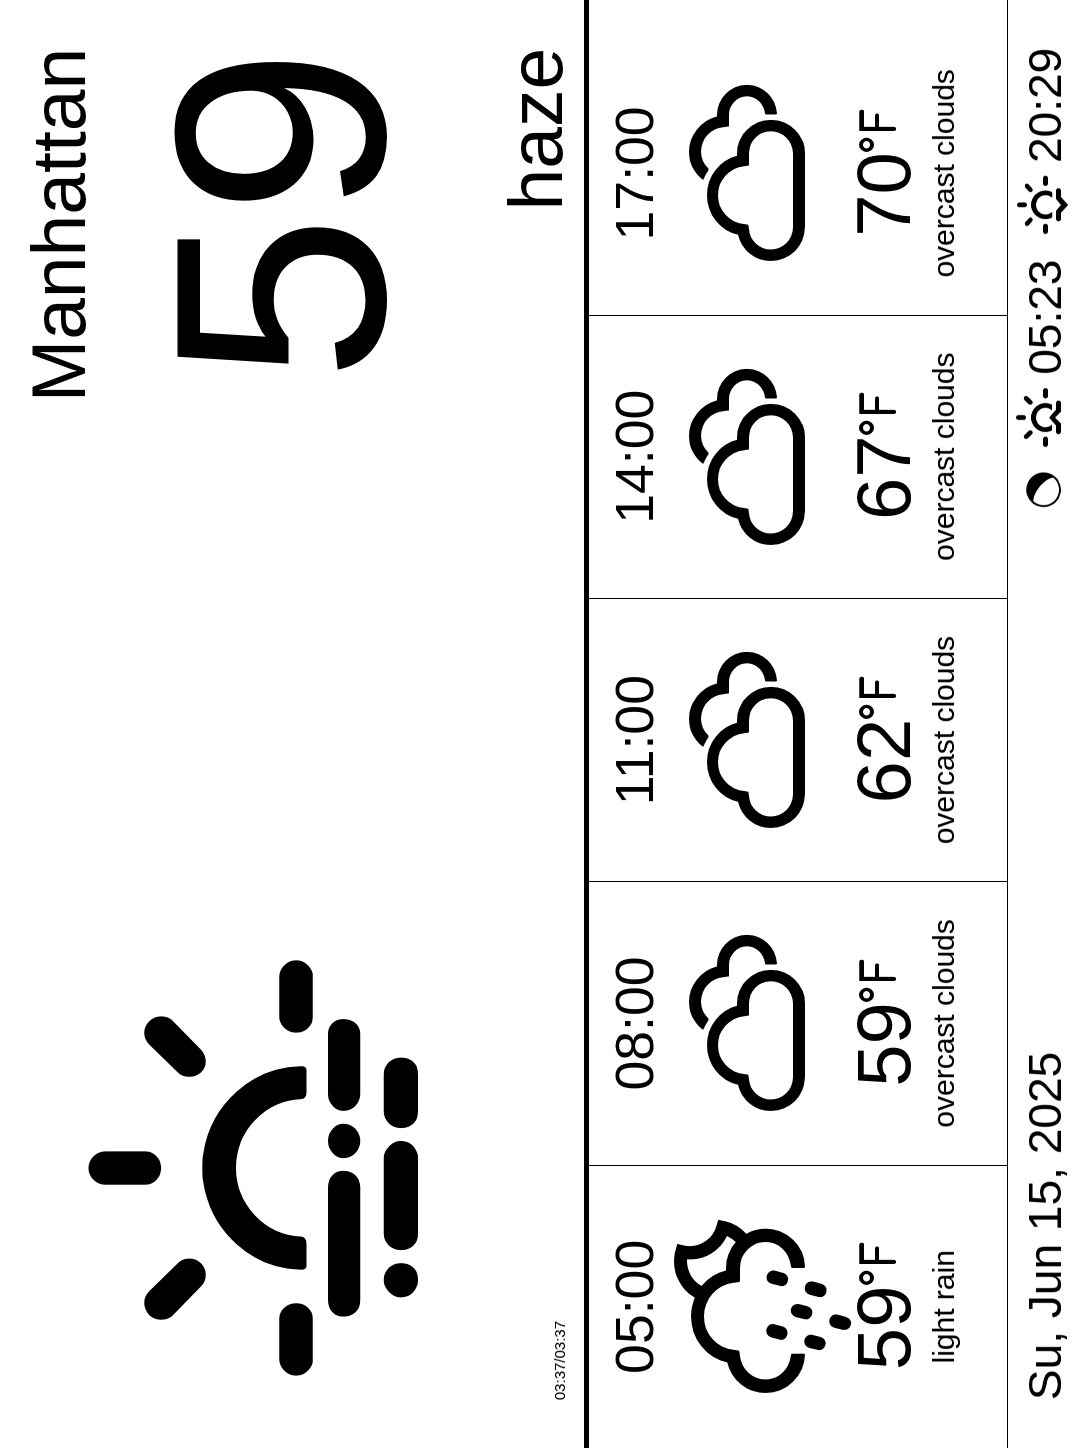 Manhattan
59
haze
03:37/03:37
05:00
59°F
light rain
08:00
59°F
overcast clouds
11:00
62°F
overcast clouds
14:00
67°F
overcast clouds
17:00
70°F
overcast clouds
Su, Jun 15, 2025
05:23
20:29